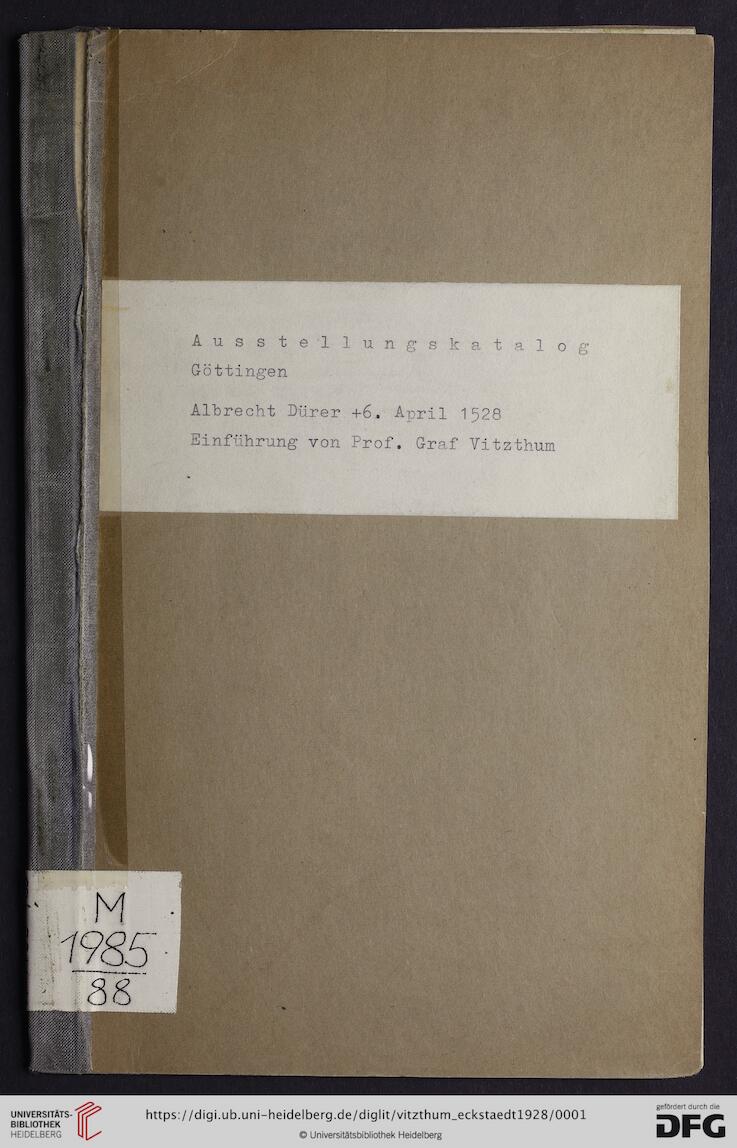 A u s s t e l l u n g s k a t a l o g
Göttingen
Albrecht Dürer +6. April 1528
Einführung von Prof. Graf Vitzthum
M
1985
88
UNIVERSITÄTS-
BIBLIOTHEK
HEIDELBERG
https://digi.ub.uni-heidelberg.de/diglit/vitzthum_eckstaedt1928/0001
© Universitätsbibliothek Heidelberg
gefördert durch die
DFG